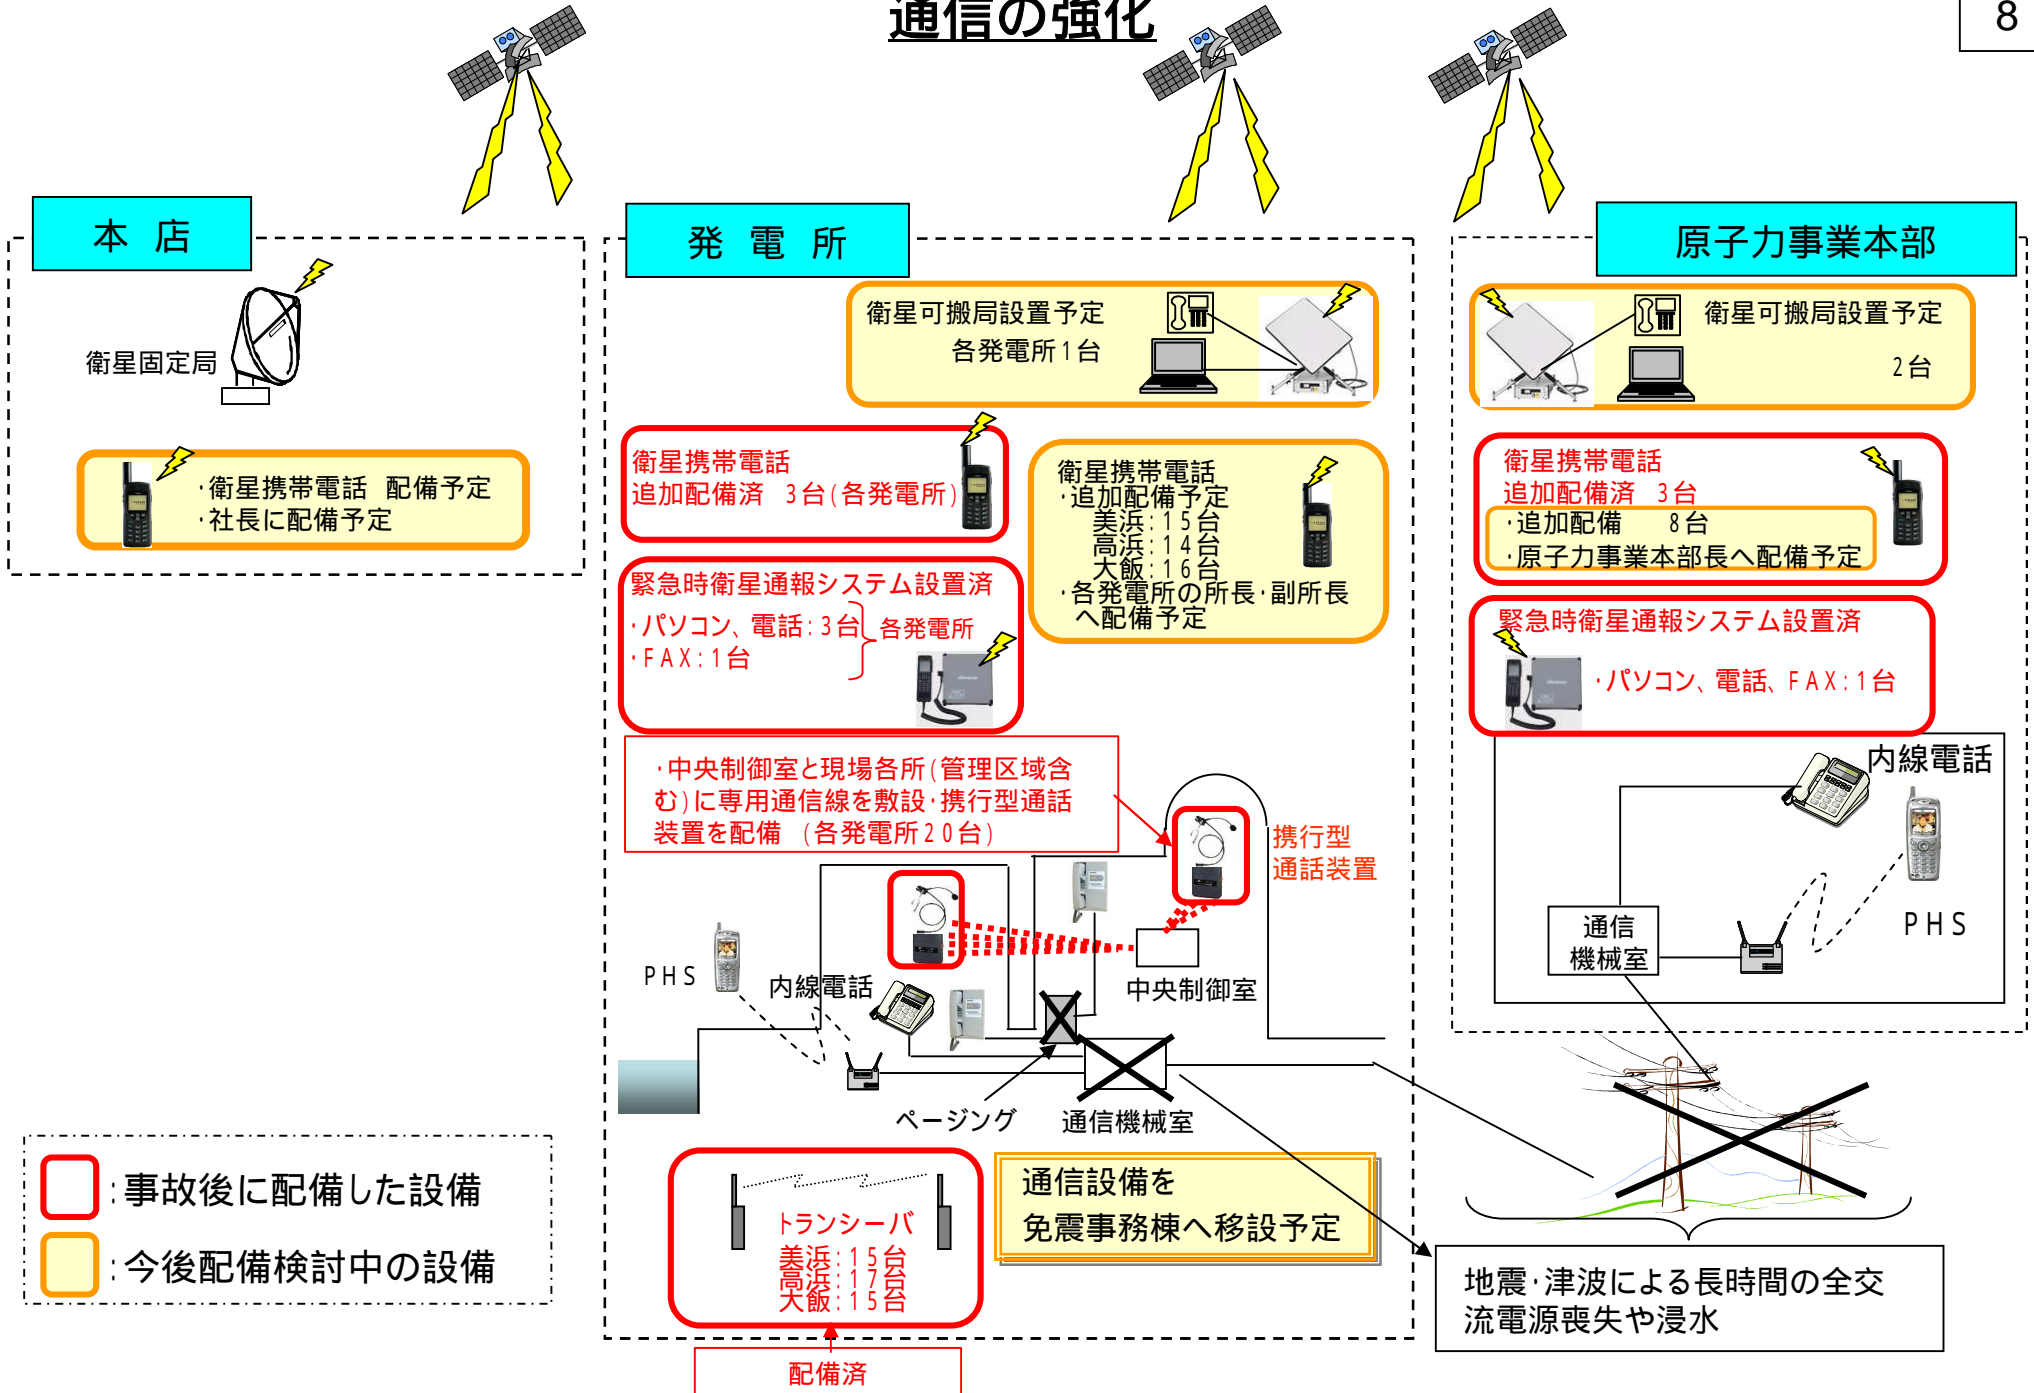 通信の強化
8
本 店
衛星固定局
・衛星携帯電話 配備予定
・社長に配備予定
発 電 所
衛星可搬局設置予定
各発電所1台
衛星携帯電話
追加配備済 3台(各発電所)
衛星携帯電話
・追加配備予定
美浜:15台
高浜:14台
大飯:16台
・各発電所の所長・副所長
へ配備予定
緊急時衛星通報システム設置済
・パソコン、電話:3台
・FAX:1台
各発電所
・中央制御室と現場各所(管理区域含
む)に専用通信線を敷設・携行型通話
装置を配備 (各発電所20台)
携行型
通話装置
PHS
内線電話
中央制御室
ページング
通信機械室
トランシーバ
美浜:15台
高浜:17台
大飯:15台
配備済
通信設備を
免震事務棟へ移設予定
原子力事業本部
衛星可搬局設置予定
2台
衛星携帯電話
追加配備済 3台
・追加配備 8台
・原子力事業本部長へ配備予定
緊急時衛星通報システム設置済
・パソコン、電話、FAX:1台
内線電話
通信
機械室
PHS
地震・津波による長時間の全交
流電源喪失や浸水
:事故後に配備した設備
:今後配備検討中の設備